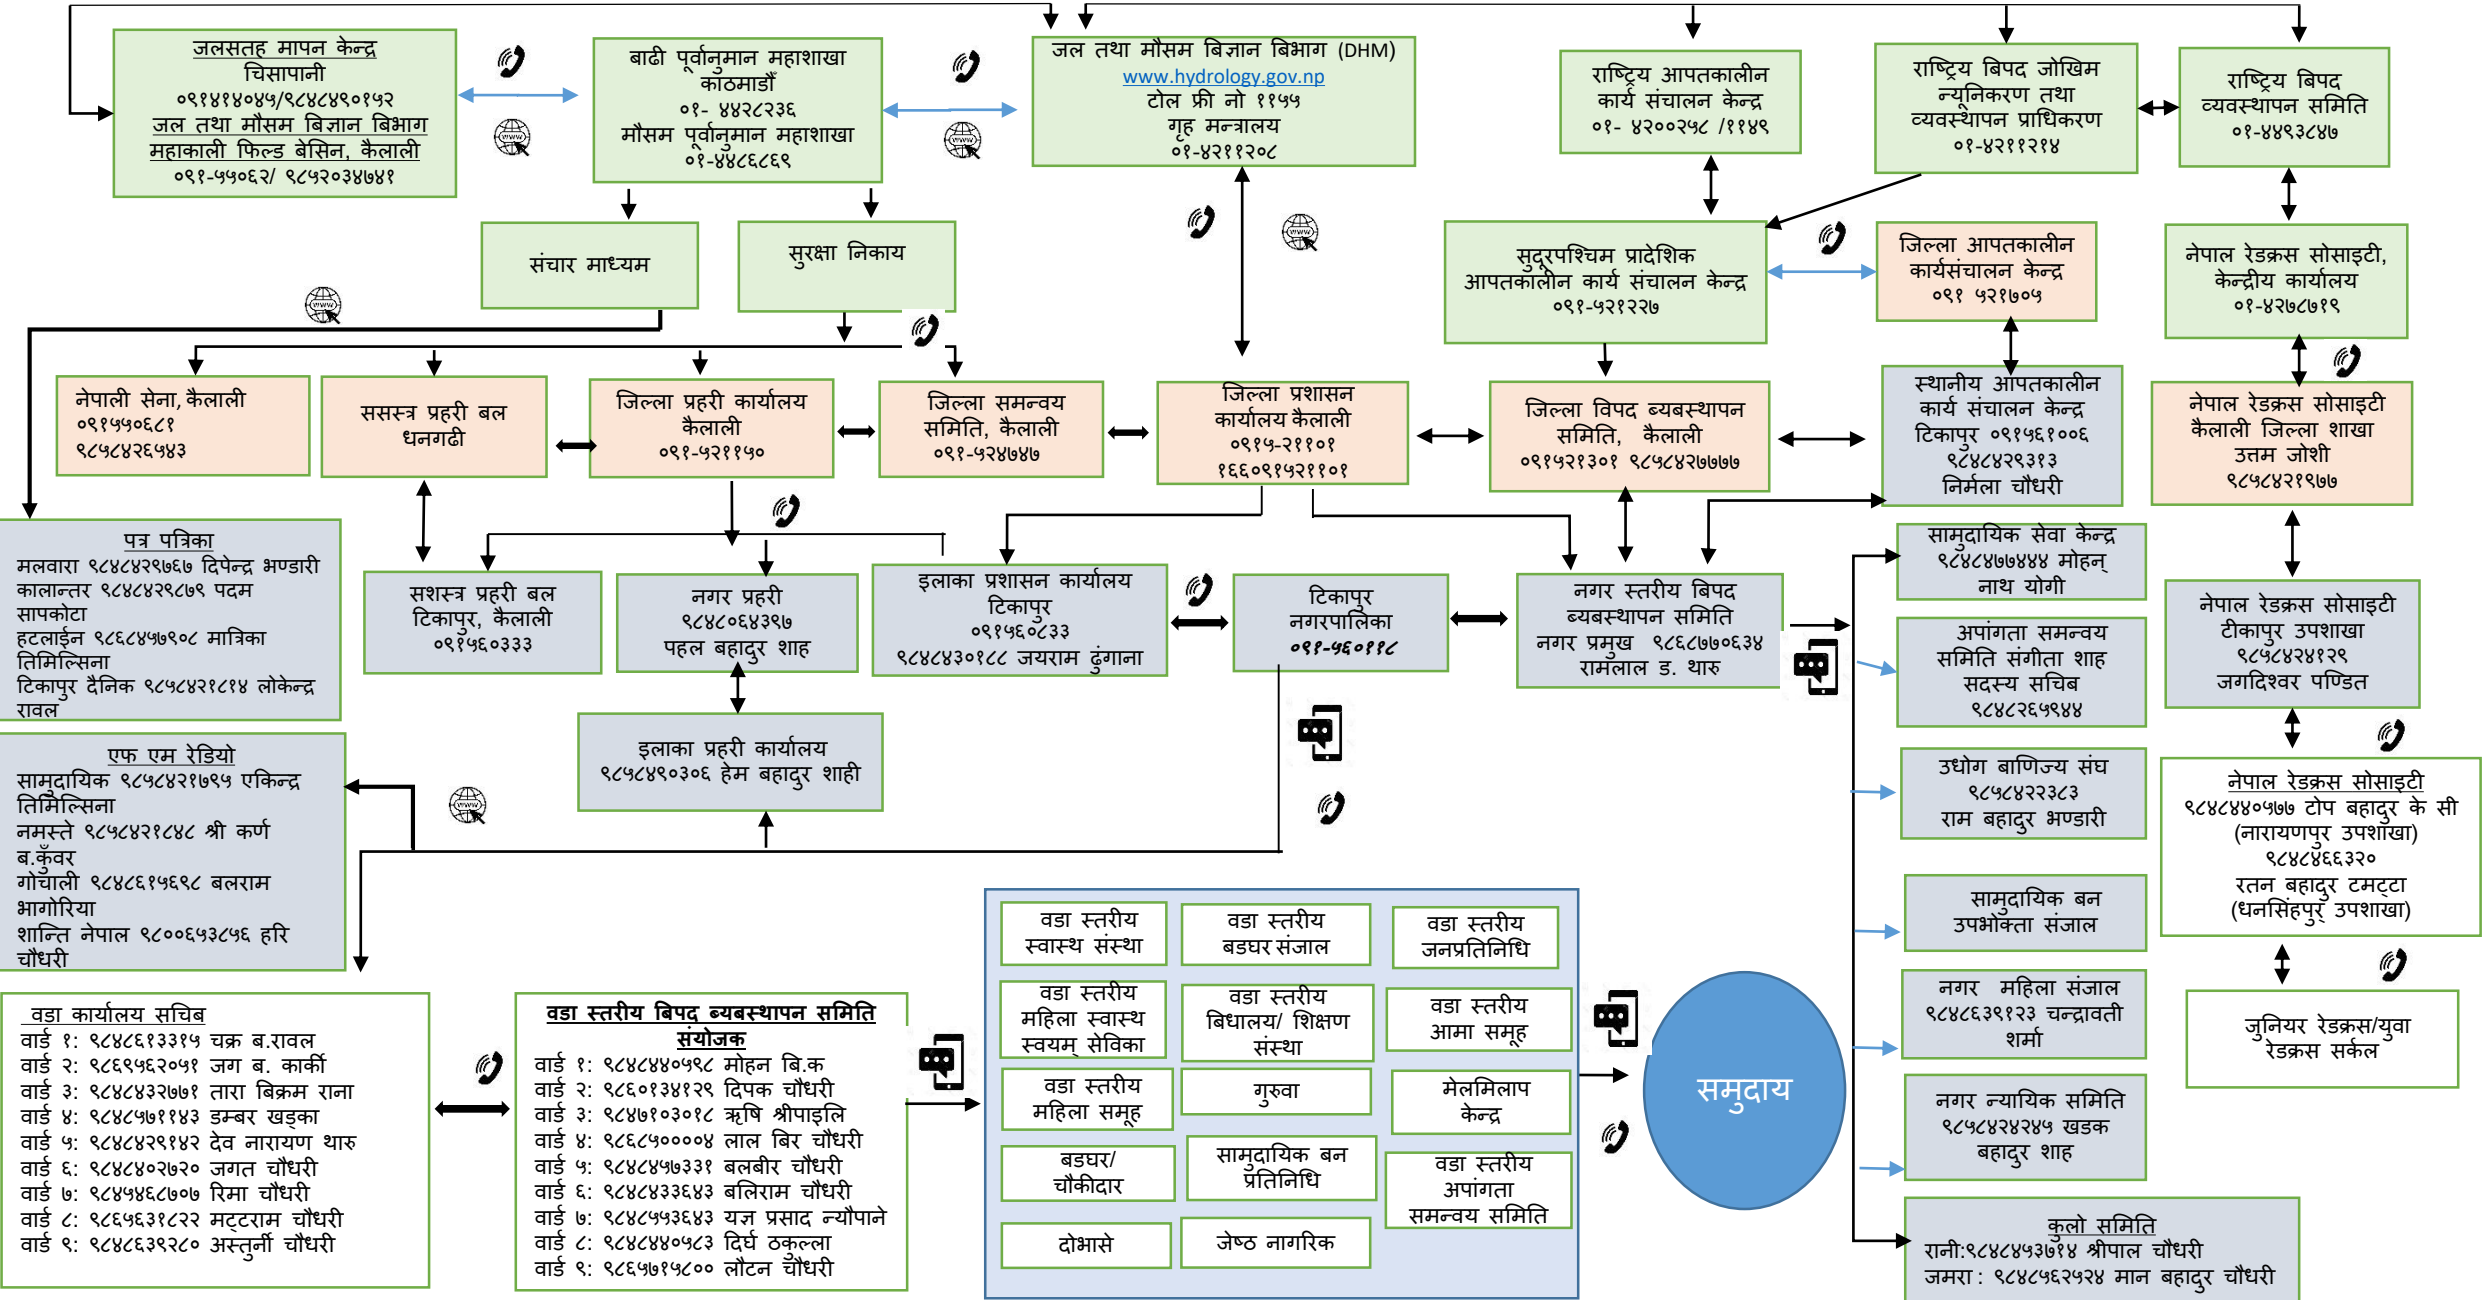 जलसतह मापन केन्द्र
चिसापानी
०९१४१४०४५/९८४८४९०१५२
जल तथा मौसम बिज्ञान बिभाग
महाकाली फिल्ड बेसिन, कैलाली
०९१-५५०६२/ ९८५२०३४७४१
बाढी पूर्वानुमान महाशाखा
काठमाडौँ
०१- ४४२८२३६
मौसम पूर्वानुमान महाशाखा
०१-४४८६८६९
जल तथा मौसम बिज्ञान बिभाग (DHM)
www.hydrology.gov.np
टोल फ्री नो ११५५
गृह मन्त्रालय
०१-४२११२०८
राष्ट्रिय आपतकालीन
कार्य संचालन केन्द्र
०१- ४२००२५८ /११४९
राष्ट्रिय बिपद जोखिम
न्यूनिकरण तथा
व्यवस्थापन प्राधिकरण
०१-४२११२१४
राष्ट्रिय बिपद
व्यवस्थापन समिति
०१-४४९३८४७
संचार माध्यम
सुरक्षा निकाय
सुदूरपश्चिम प्रादेशिक
आपतकालीन कार्य संचालन केन्द्र
०९१-५२१२२७
जिल्ला आपतकालीन
कार्यसंचालन केन्द्र
०९१ ५२१७०५
नेपाल रेडक्रस सोसाइटी,
केन्द्रीय कार्यालय
०१-४२७८७१९
नेपाली सेना, कैलाली
०९१५५०६८१
९८५८४२६५४३
ससस्त्र प्रहरी बल
धनगढी
जिल्ला प्रहरी कार्यालय
कैलाली
०९१-५२११५०
जिल्ला समन्वय
समिति, कैलाली
०९१-५२४७४७
जिल्ला प्रशासन
कार्यालय कैलाली
०९१५-२११०१
१६६०९१५२११०१
जिल्ला विपद ब्यबस्थापन
समिति, कैलाली
०९१५२१३०१ ९८५८४२७७७७
स्थानीय आपतकालीन
कार्य संचालन केन्द्र
टिकापुर ०९१५६१००६
९८४८४२९३१३
निर्मला चौधरी
नेपाल रेडक्रस सोसाइटी
कैलाली जिल्ला शाखा
उत्तम जोशी
९८५८४२१९७७
पत्र पत्रिका
मलवारा ९८४८४२९७६७ दिपेन्द्र भण्डारी
कालान्तर ९८४८४२९८७९ पदम
सापकोटा
हटलाईन ९८६८४५७९०८ मात्रिका
तिमिल्सिना
टिकापुर दैनिक ९८५८४२१८१४ लोकेन्द्र
रावल
सशस्त्र प्रहरी बल
टिकापुर, कैलाली
०९१५६०३३३
नगर प्रहरी
९८४८०६४३९७
पहल बहादुर शाह
इलाका प्रशासन कार्यालय
टिकापुर
०९१५६०८३३
९८४८४३०१८८ जयराम ढुंगाना
टिकापुर
नगरपालिका
०९१-५६०११८
नगर स्तरीय बिपद
ब्यबस्थापन समिति
नगर प्रमुख ९८६८७७०६३४
रामलाल ड. थारु
सामुदायिक सेवा केन्द्र
९८४८४७७४४४ मोहन्
नाथ योगी
अपांगता समन्वय
समिति संगीता शाह
सदस्य सचिब
९८४८२६५९४४
नेपाल रेडक्रस सोसाइटी
टीकापुर उपशाखा
९८५८४२४१२९
जगदिश्वर पण्डित
इलाका प्रहरी कार्यालय
९८५८४९०३०६ हेम बहादुर शाही
एफ एम रेडियो
सामुदायिक ९८५८४२१७९५ एकिन्द्र
तिमिल्सिना
नमस्ते ९८५८४२१८४८ श्री कर्ण
ब.कुँवर
गोचाली ९८४८६१५६९८ बलराम
भागोरिया
शान्ति नेपाल ९८००६५३८५६ हरि
चौधरी
उधोग बाणिज्य संघ
९८५८४२२३८३
राम बहादुर भण्डारी
नेपाल रेडक्रस सोसाइटी
९८४८४४०५७७ टोप बहादुर के सी
(नारायणपुर उपशाखा)
९८४८४६६३२०
रतन बहादुर टमट्टा
(धनसिंहपुर् उपशाखा)
सामुदायिक बन
उपभोक्ता संजाल
नगर महिला संजाल
९८४८६३९१२३ चन्द्रावती
शर्मा
जुनियर रेडक्रस/युवा
रेडक्रस सर्कल
नगर न्यायिक समिति
९८५८४२४२४५ खडक
बहादुर शाह
कुलो समिति
रानी:९८४८४५३७१४ श्रीपाल चौधरी
जमरा : ९८४८५६२५२४ मान बहादुर चौधरी
वडा कार्यालय सचिब
वार्ड १: ९८४८६१३३१५ चक्र ब.रावल
वार्ड २: ९८६९५६२०५१ जग ब. कार्की
वार्ड ३: ९८४८४३२७७१ तारा बिक्रम राना
वार्ड ४: ९८४८५७११४३ डम्बर खड्का
वार्ड ५: ९८४८४२९१४२ देव नारायण थारु
वार्ड ६: ९८४८४०२७२० जगत चौधरी
वार्ड ७: ९८४५४६८७०७ रिमा चौधरी
वार्ड ८: ९८६५६३१८२२ मट्टराम चौधरी
वार्ड ९: ९८४८६३९२८० अस्तुर्नी चौधरी
वडा स्तरीय बिपद ब्यबस्थापन समिति
संयोजक
वार्ड १: ९८४८४४०५९८ मोहन बि.क
वार्ड २: ९८६०१३४१२९ दिपक चौधरी
वार्ड ३: ९८४७१०३०१८ ऋषि श्रीपाइलि
वार्ड ४: ९८६८५००००४ लाल बिर चौधरी
वार्ड ५: ९८४८४५७३३१ बलबीर चौधरी
वार्ड ६: ९८४८४३३६४३ बलिराम चौधरी
वार्ड ७: ९८४८५५३६४३ यज्ञ प्रसाद न्यौपाने
वार्ड ८: ९८४८४४०५८३ दिर्घ ठकुल्ला
वार्ड ९: ९८६५७१५८०० लौटन चौधरी
वडा स्तरीय
स्वास्थ संस्था
वडा स्तरीय
बडघर संजाल
वडा स्तरीय
जनप्रतिनिधि
वडा स्तरीय
महिला स्वास्थ
स्वयम् सेविका
वडा स्तरीय
बिधालय/ शिक्षण
संस्था
वडा स्तरीय
आमा समूह
वडा स्तरीय
महिला समूह
गुरुवा
मेलमिलाप
केन्द्र
बडघर/
चौकीदार
सामुदायिक बन
प्रतिनिधि
वडा स्तरीय
अपांगता
समन्वय समिति
दोभासे
जेष्ठ नागरिक
समुदाय